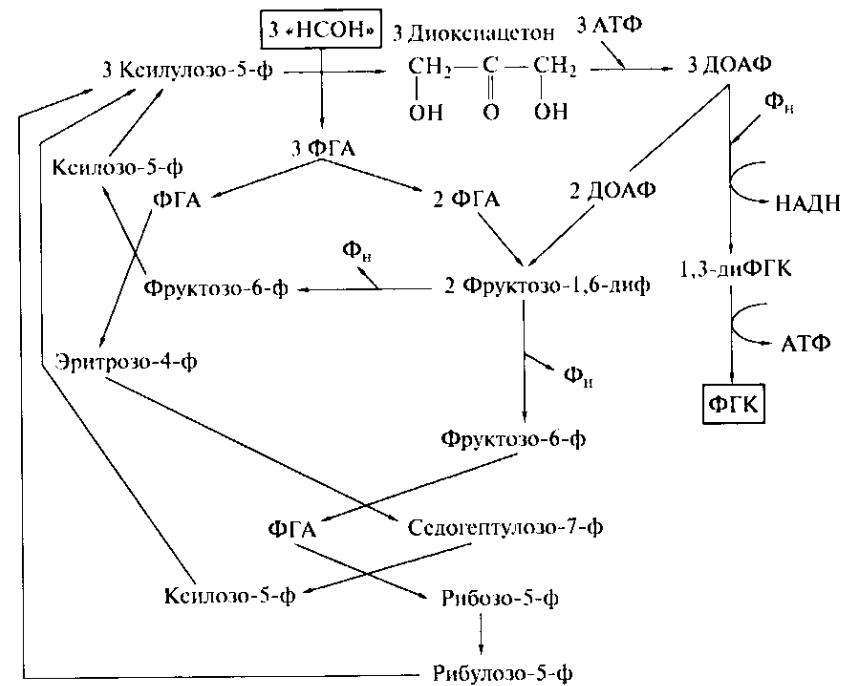 3 «НСОН» 3 Диоксиацетон 3 АТФ
3 Ксилулозо-5-ф CH₂ — C — CH₂ 3 ДОАФ
OH O OH Фн
3 ФГА
Ксилозо-5-ф
ФГА 2 ФГА 2 ДОАФ НАДН
Фн
Фруктозо-6-ф 2 Фруктозо-1,6-диф 1,3-диФГК
АТФ
Эритрозо-4-ф Фн
ФГК
Фруктозо-6-ф
ФГА Седогептулозо-7-ф
Ксилозо-5-ф Рибозо-5-ф
Рибулозо-5-ф